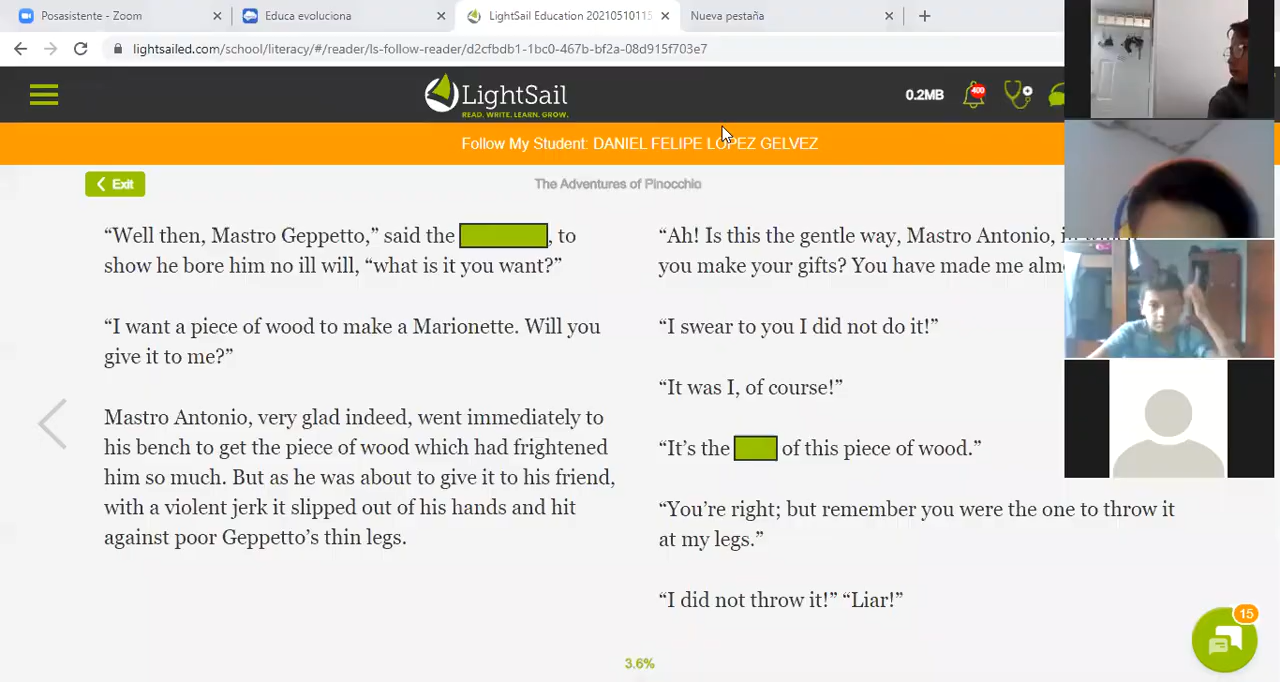 Posasistente - Zoom
Educa evoluciona
LightSail Education 20210510115
Nueva pestaña
lightsailed.com/school/literacy/#/reader/ls-follow-reader/d2cfbdb1-1bc0-467b-bf2a-08d915f703e7
LightSail
READ. WRITE. LEARN. GROW.
0.2MB
400
Follow My Student: DANIEL FELIPE LOPEZ GELVEZ
Exit
The Adventures of Pinocchio
“Well then, Mastro Geppetto,” said the , to
show he bore him no ill will, “what is it you want?”
“I want a piece of wood to make a Marionette. Will you
give it to me?”
Mastro Antonio, very glad indeed, went immediately to
his bench to get the piece of wood which had frightened
him so much. But as he was about to give it to his friend,
with a violent jerk it slipped out of his hands and hit
against poor Geppetto’s thin legs.
“Ah! Is this the gentle way, Mastro Antonio,
you make your gifts? You have made me
“I swear to you I did not do it!”
“It was I, of course!”
“It’s the of this piece of wood.”
“You’re right; but remember you were the one to throw it
at my legs.”
“I did not throw it!” “Liar!”
15
3.6%